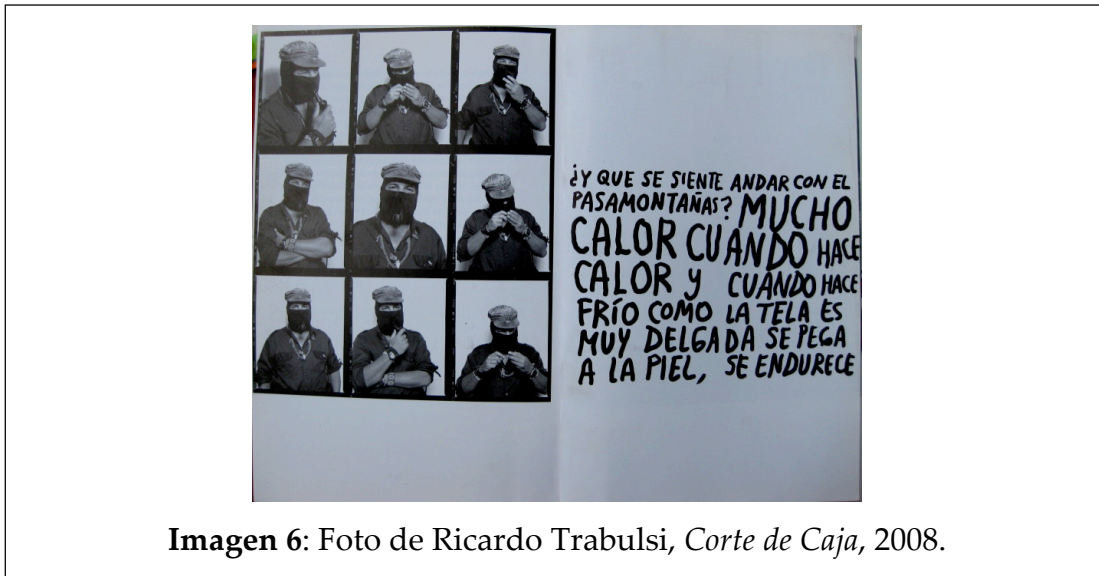 ¿Y QUE SE SIENTE ANDAR CON EL
PASAMONTAÑAS? MUCHO
CALOR CUANDO HACE
CALOR Y CUANDO HACE
FRÍO COMO LA TELA ES
MUY DELGADA SE PEGA
A LA PIEL, SE ENDURECE
Imagen 6: Foto de Ricardo Trabulsi, Corte de Caja, 2008.